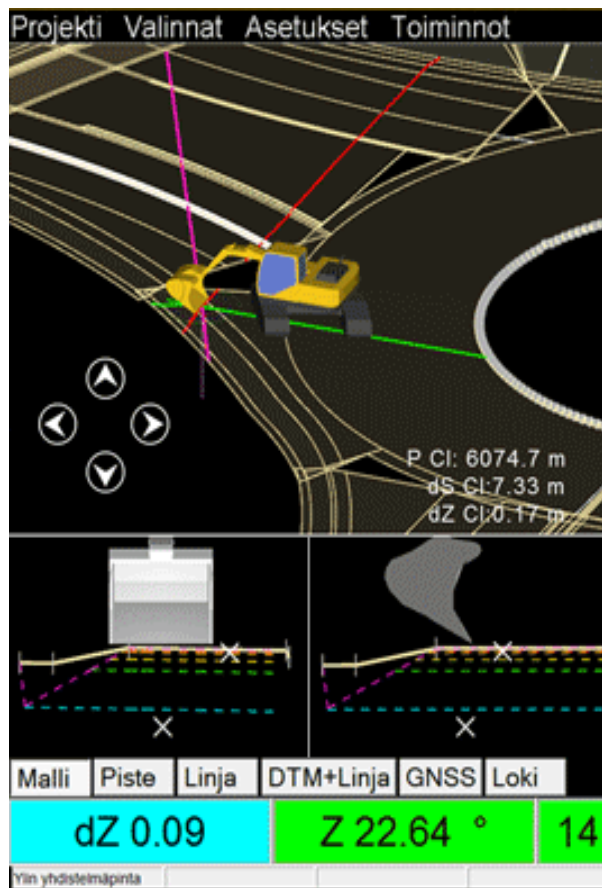 Projekti Valinnat Asetukset Toiminnot
P Cl: 6074.7 m
dS Cl:7.33 m
dZ Cl:0.17 m
Malli Piste Linja DTM+Linja GNSS Loki
dZ 0.09 Z 22.64 ° 14
Ylin yhdistelmäpinta